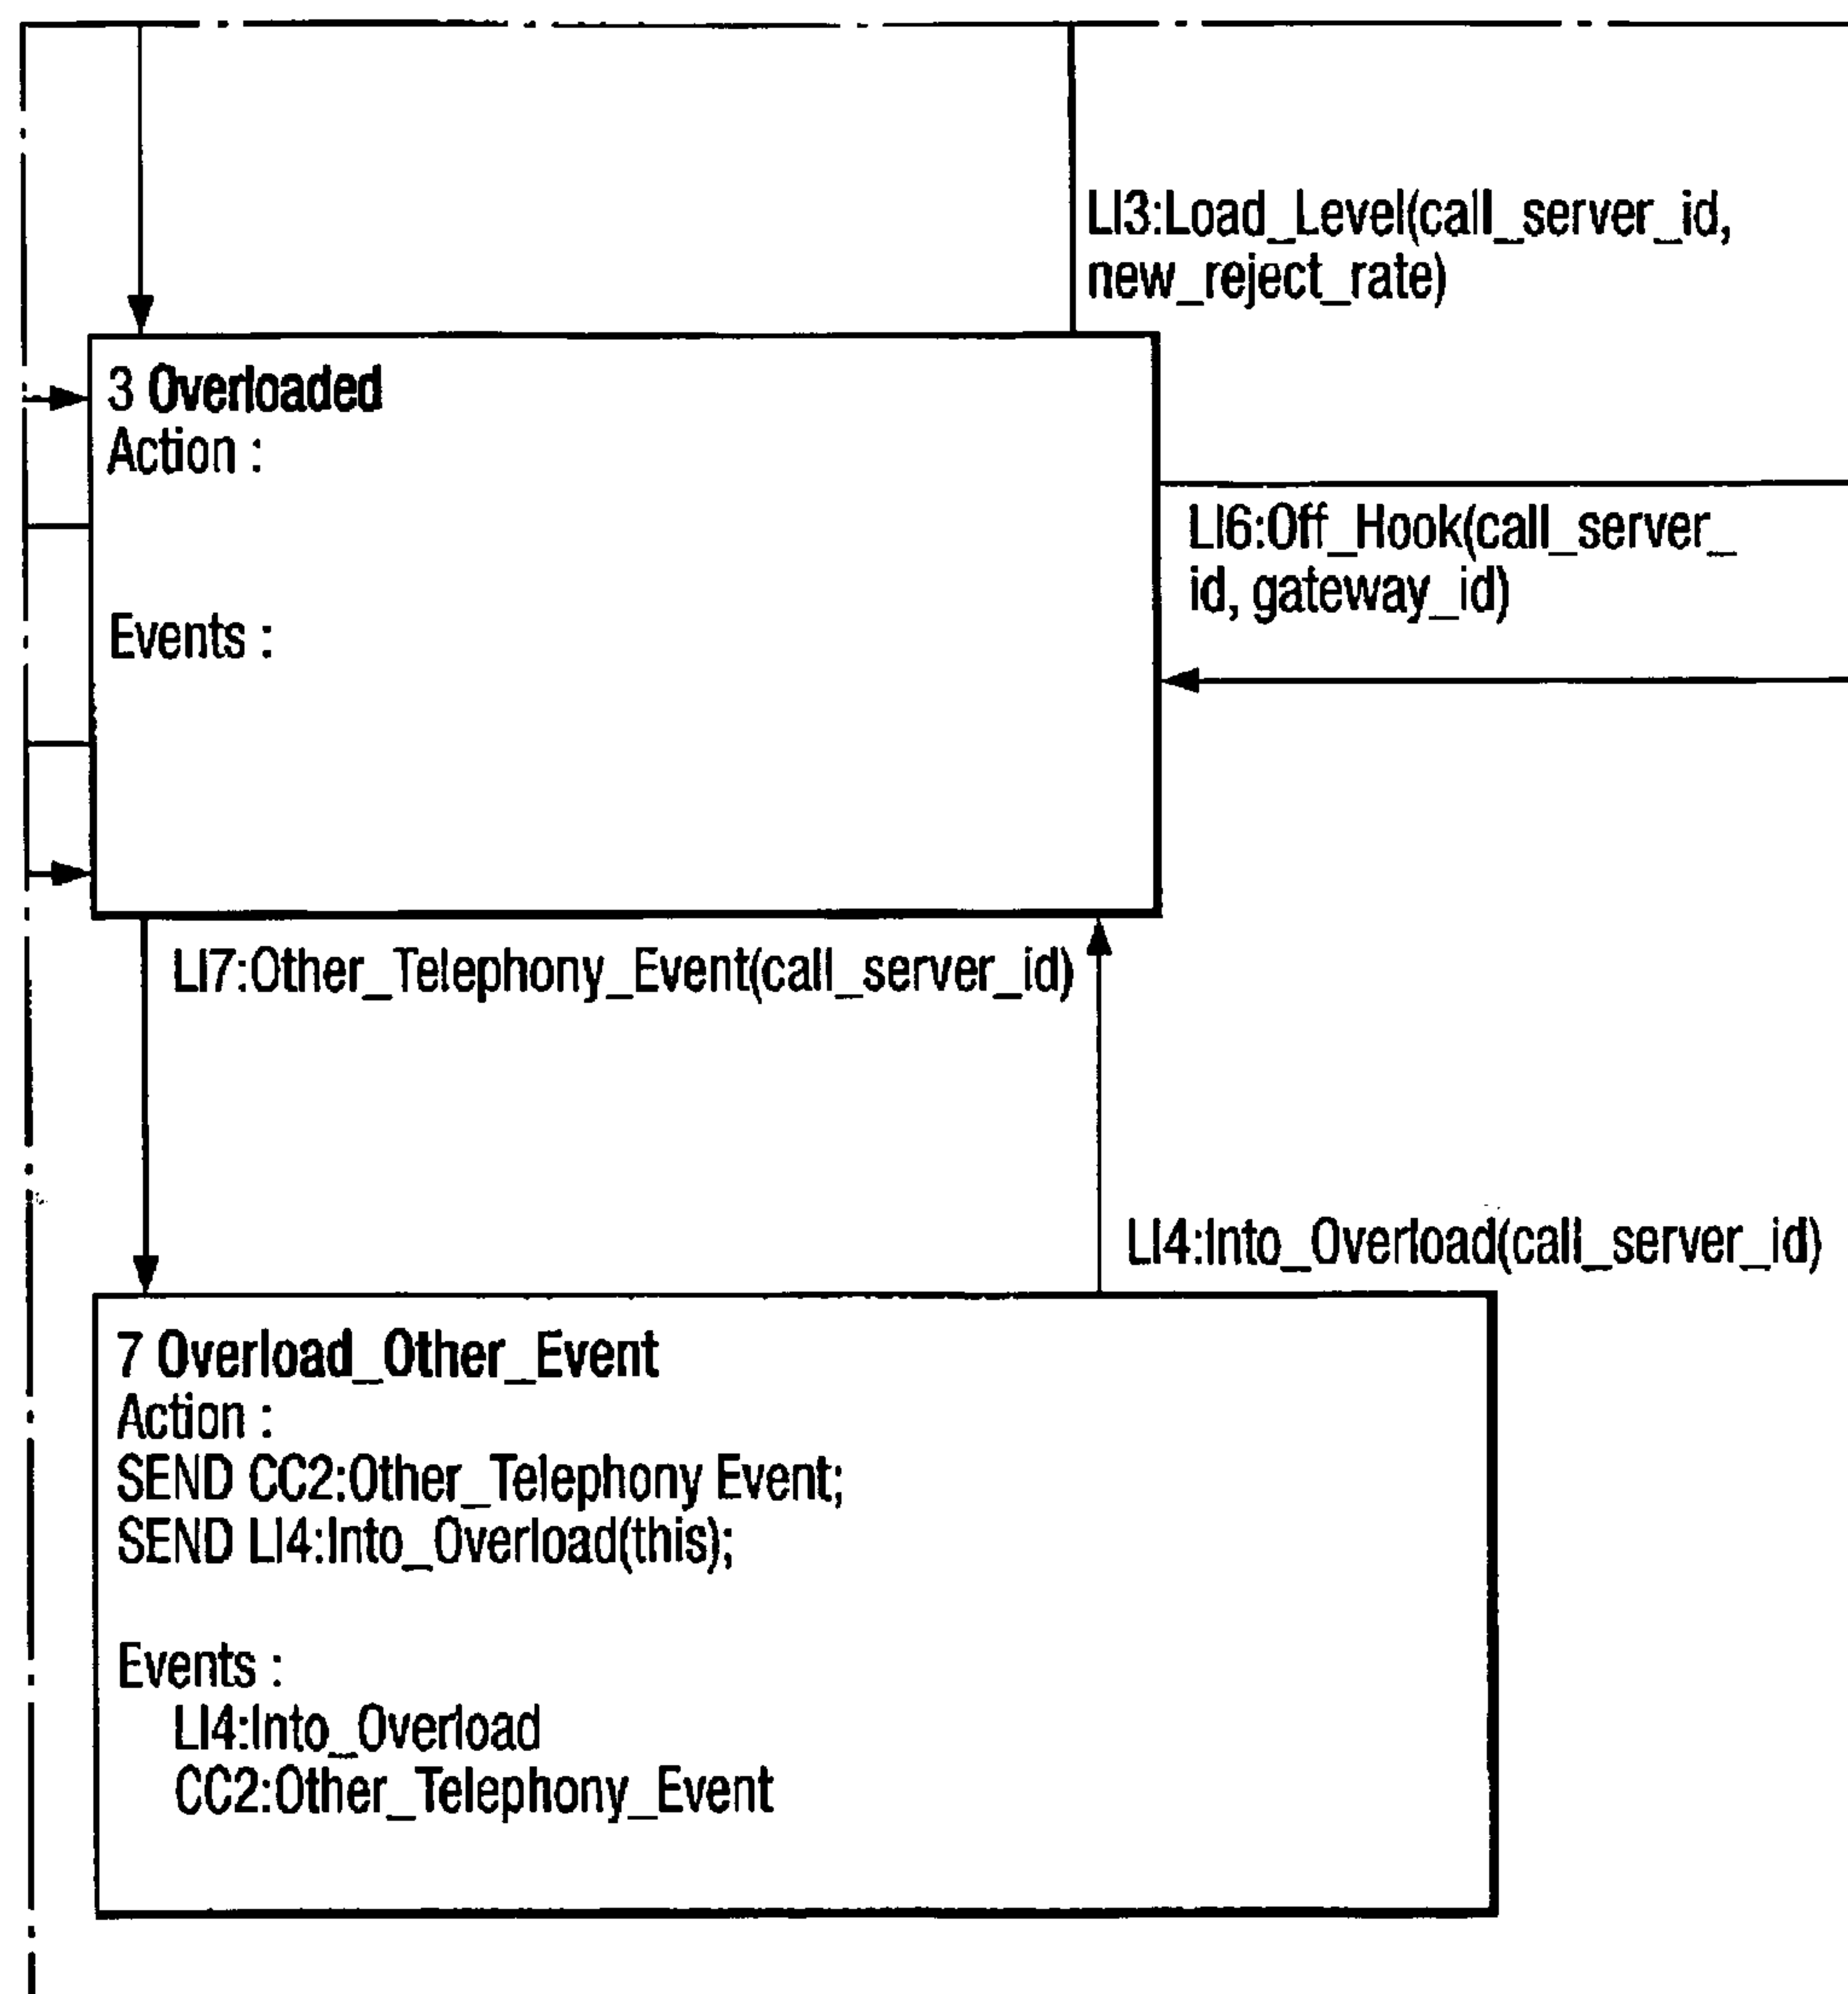 LI3:Load_Level(call_server_id,
new_reject_rate)
3 Overloaded
Action :
Events :
LI6:Off_Hook(call_server_
id, gateway_id)
LI7:Other_Telephony_Event(call_server_id)
LI4:Into_Overload(call_server_id)
7 Overload_Other_Event
Action :
SEND CC2:Other_Telephony Event;
SEND LI4:Into_Overload(this);
Events :
LI4:Into_Overload
CC2:Other_Telephony_Event